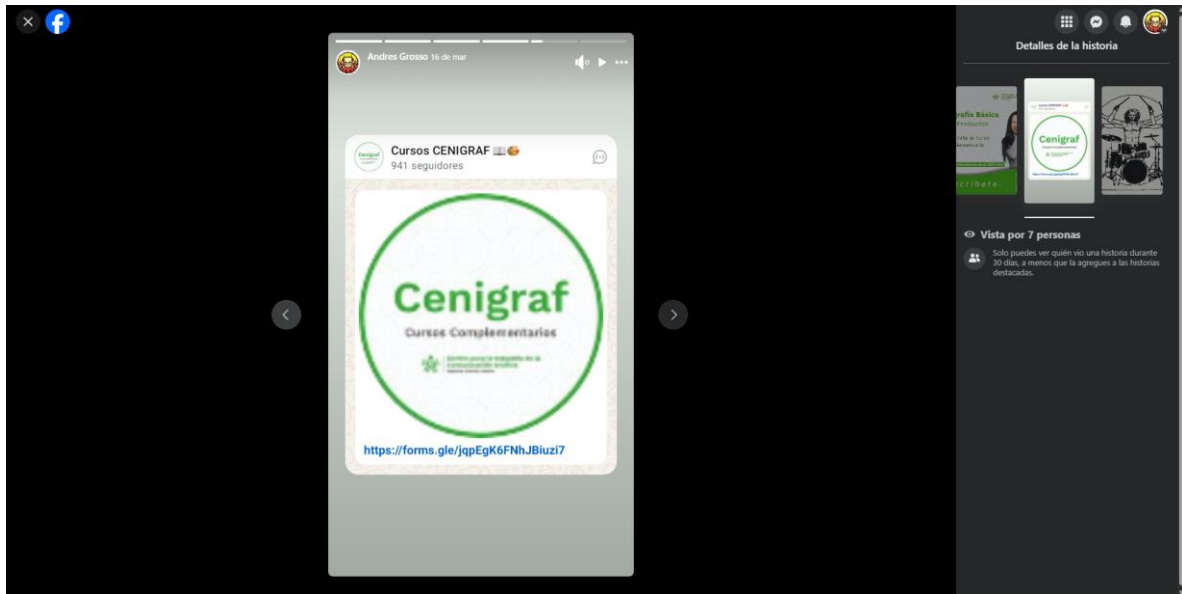 Andres Grosso 16 de mar
Cursos CENIGRAF 📖🎨
941 seguidores
Cenigraf
Cursos Complementarios
https://forms.gle/jqpEgK6FNhJBiuzi7
Detalles de la historia
Cenigraf
Vista por 7 personas
Solo puedes ver quién vio una historia durante
30 días, a menos que la agregues a las historias
destacadas.